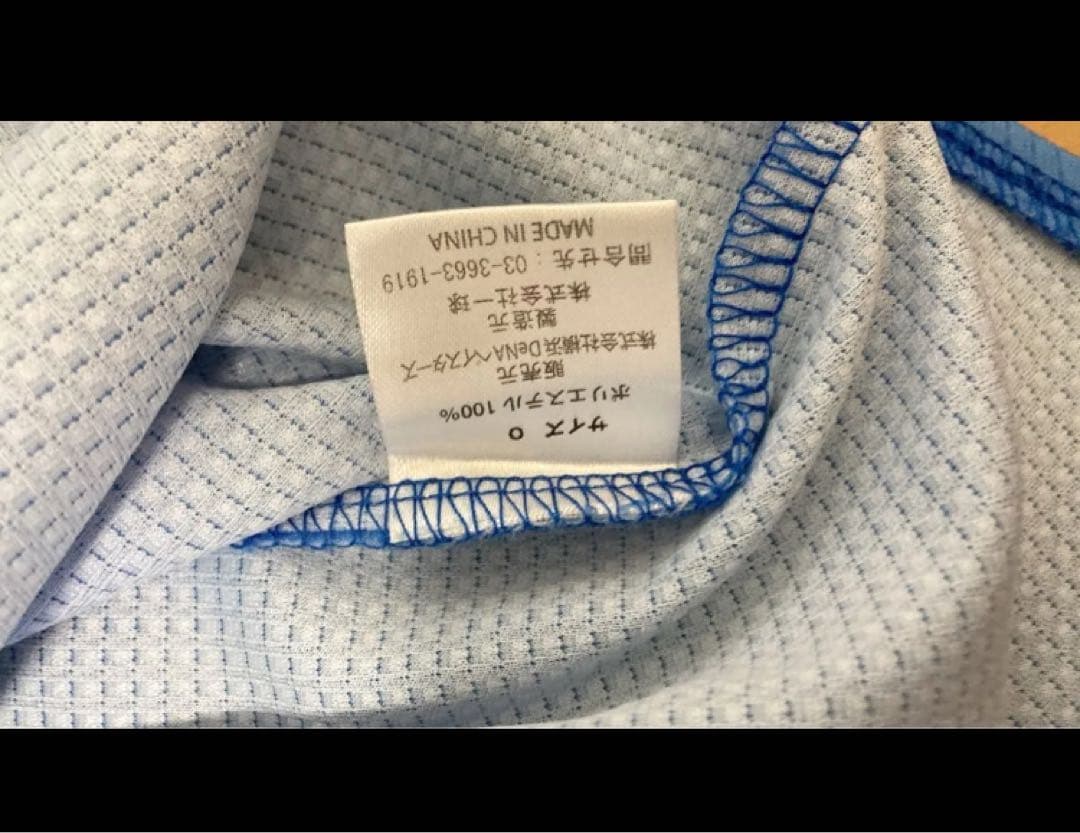 サイズ O
ポリエステル 100%
販売元
株式会社横浜DeNAベイスターズ
製造元
株式会社一球
問合せ先:03-3663-1919
MADE IN CHINA